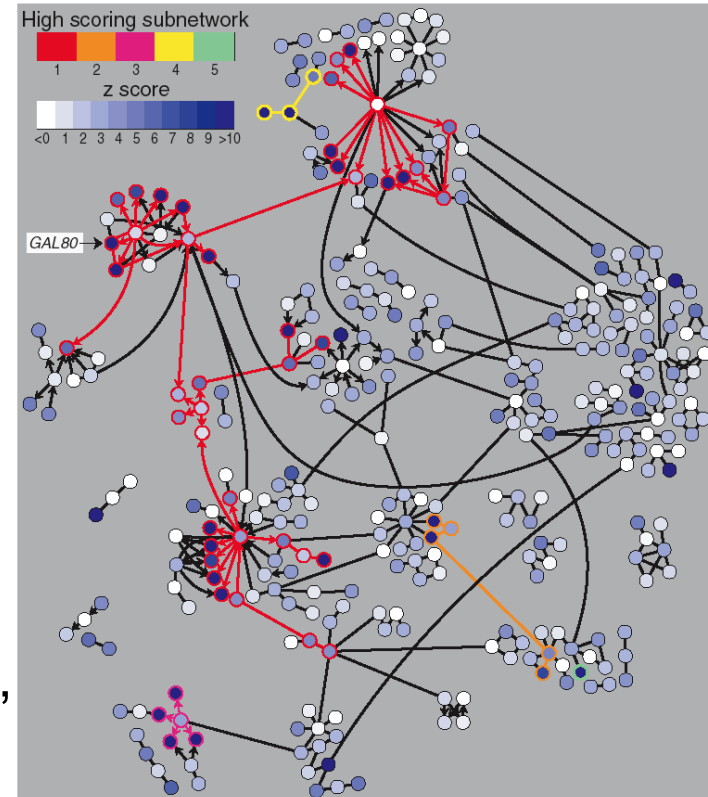 High scoring subnetwork
1 2 3 4 5
z score
<0 1 2 3 4 5 6 7 8 9 >10
GAL80
,